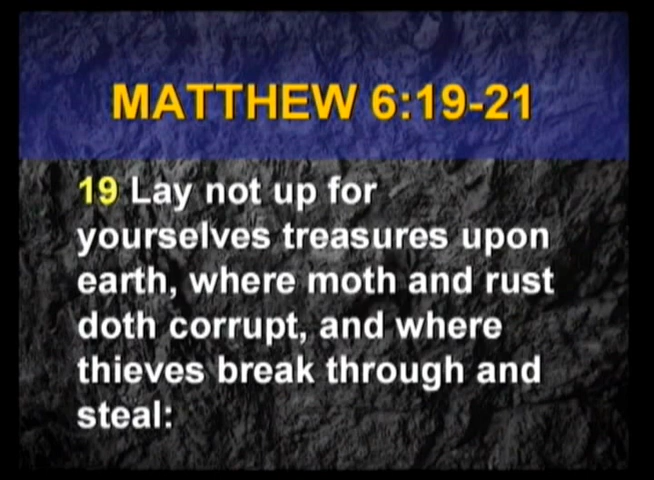 MATTHEW 6:19-21
19 Lay not up for
yourselves treasures upon
earth, where moth and rust
doth corrupt, and where
thieves break through and
steal: